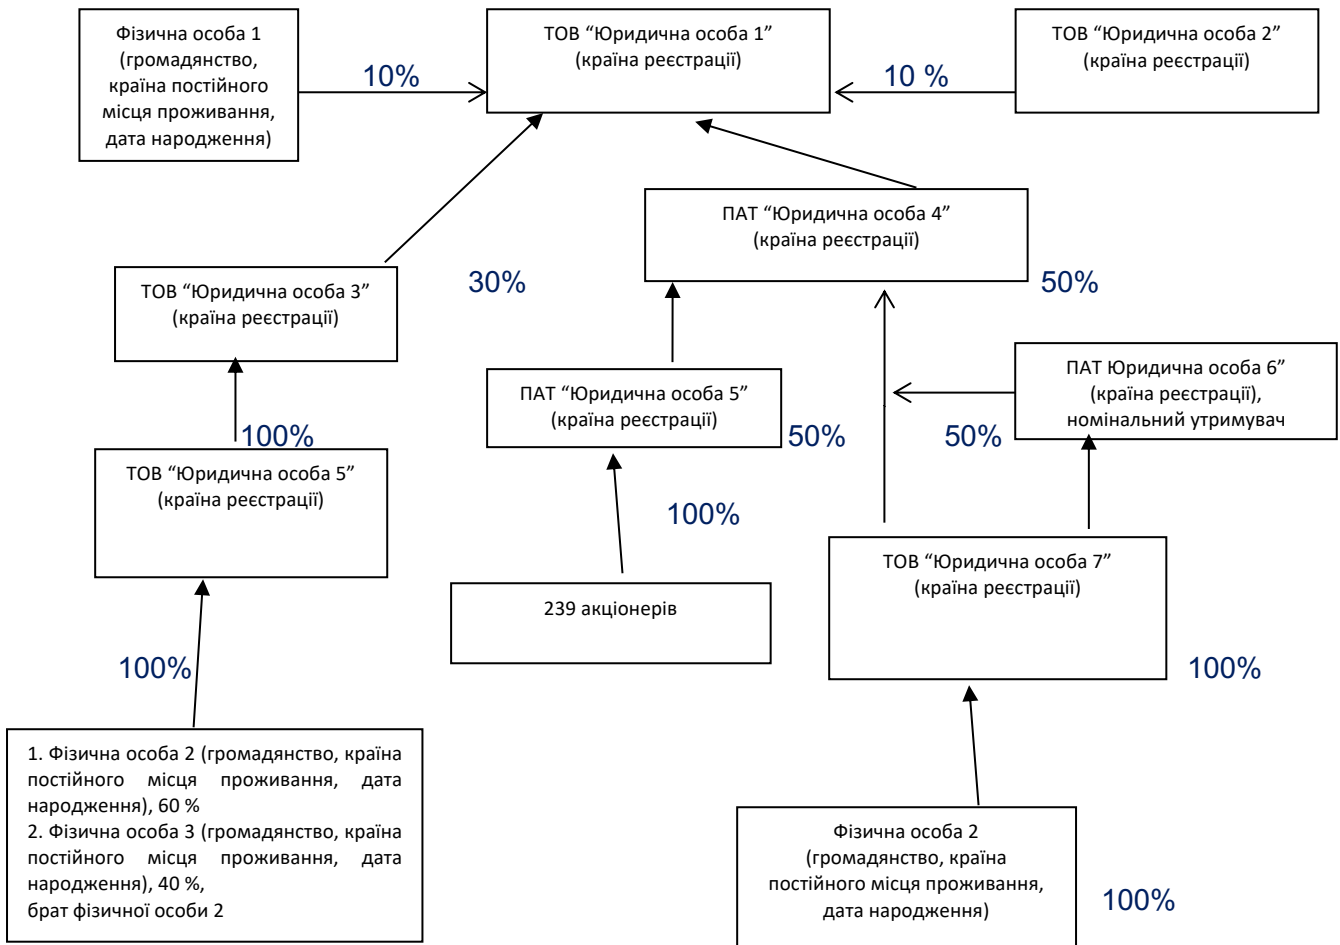 Фізична особа 1
(громадянство,
країна постійного
місця проживання,
дата народження)
10%
ТОВ “Юридична особа 1”
(країна реєстрації)
10 %
ТОВ “Юридична особа 2”
(країна реєстрації)
ПАТ “Юридична особа 4”
(країна реєстрації)
ТОВ “Юридична особа 3”
(країна реєстрації)
30%
50%
ПАТ “Юридична особа 5”
(країна реєстрації)
ПАТ Юридична особа 6”
(країна реєстрації),
номінальний утримувач
100%
50%
50%
ТОВ “Юридична особа 5”
(країна реєстрації)
100%
ТОВ “Юридична особа 7”
(країна реєстрації)
239 акціонерів
100%
100%
1. Фізична особа 2 (громадянство, країна
постійного місця проживання, дата
народження), 60 %
2. Фізична особа 3 (громадянство, країна
постійного місця проживання, дата
народження), 40 %,
брат фізичної особи 2
Фізична особа 2
(громадянство, країна
постійного місця проживання,
дата народження)
100%